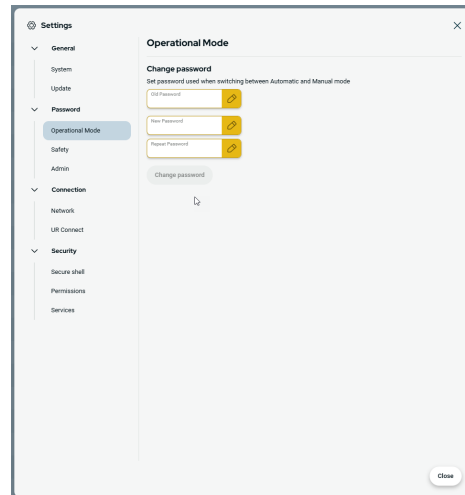 Settings
General
System
Update
Password
Operational Mode
Safety
Admin
Connection
Network
UR Connect
Security
Secure shell
Permissions
Services
Operational Mode
Change password
Set password used when switching between Automatic and Manual mode
Old Password
New Password
Repeat Password
Change password
Close